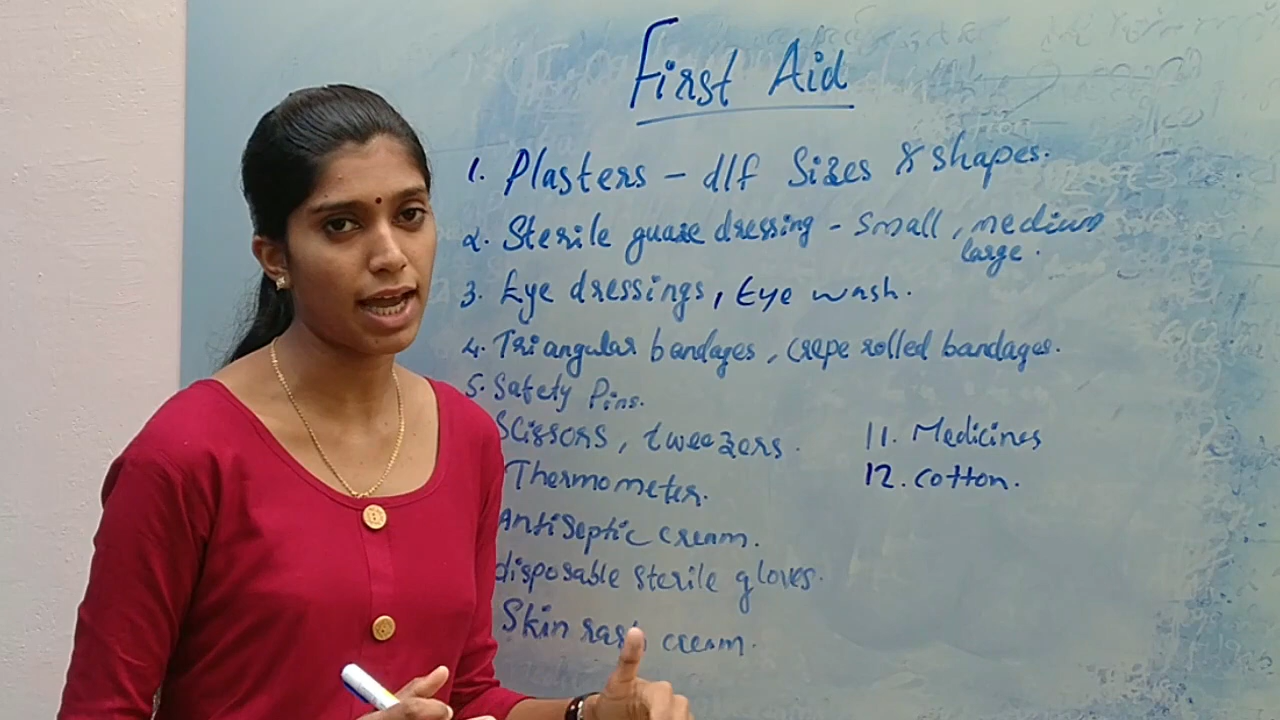 First Aid
1. Plasters - dlf Sizes & shapes.
2. Sterile guaze dressing - Small, medium
large.
3. Eye dressings, Eye wash.
4. Triangular bandages, crepe rolled bandages.
5. Safety Pins.
Scissors, tweezers.
Thermometer.
Antiseptic cream.
disposable sterile gloves.
Skin rash cream.
11. Medicines
12. cotton.